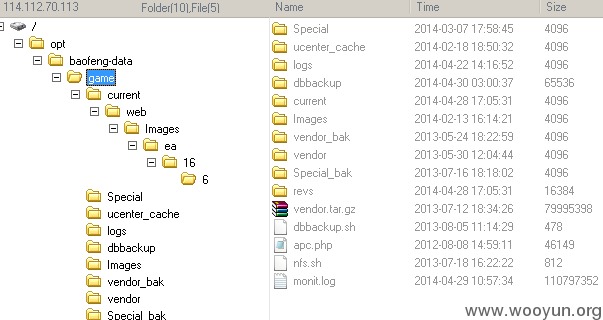 114.112.70.113 Folder(10),File(5) Name Time Size
/
opt
baofeng-data
game
current
web
Images
ea
16
6
Special
ucenter_cache
logs
dbbackup
Images
vendor_bak
vendor
Special_bak
Special 2014-03-07 17:58:45 4096
ucenter_cache 2014-02-18 18:50:32 4096
logs 2014-04-22 14:16:52 4096
dbbackup 2014-04-30 03:00:37 65536
current 2014-04-28 17:05:31 4096
Images 2014-02-13 16:14:21 4096
vendor_bak 2013-05-24 18:22:59 4096
vendor 2013-05-30 12:04:44 4096
Special_bak 2013-07-16 18:18:02 4096
revs 2014-04-28 17:05:31 16384
vendor.tar.gz 2013-07-12 18:34:26 79995398
dbbackup.sh 2013-08-05 11:14:29 478
apc.php 2012-08-08 14:59:11 46149
nfs.sh 2013-07-18 16:22:22 812
monit.log 2014-04-29 10:57:34 110797352
www.wooyun.org